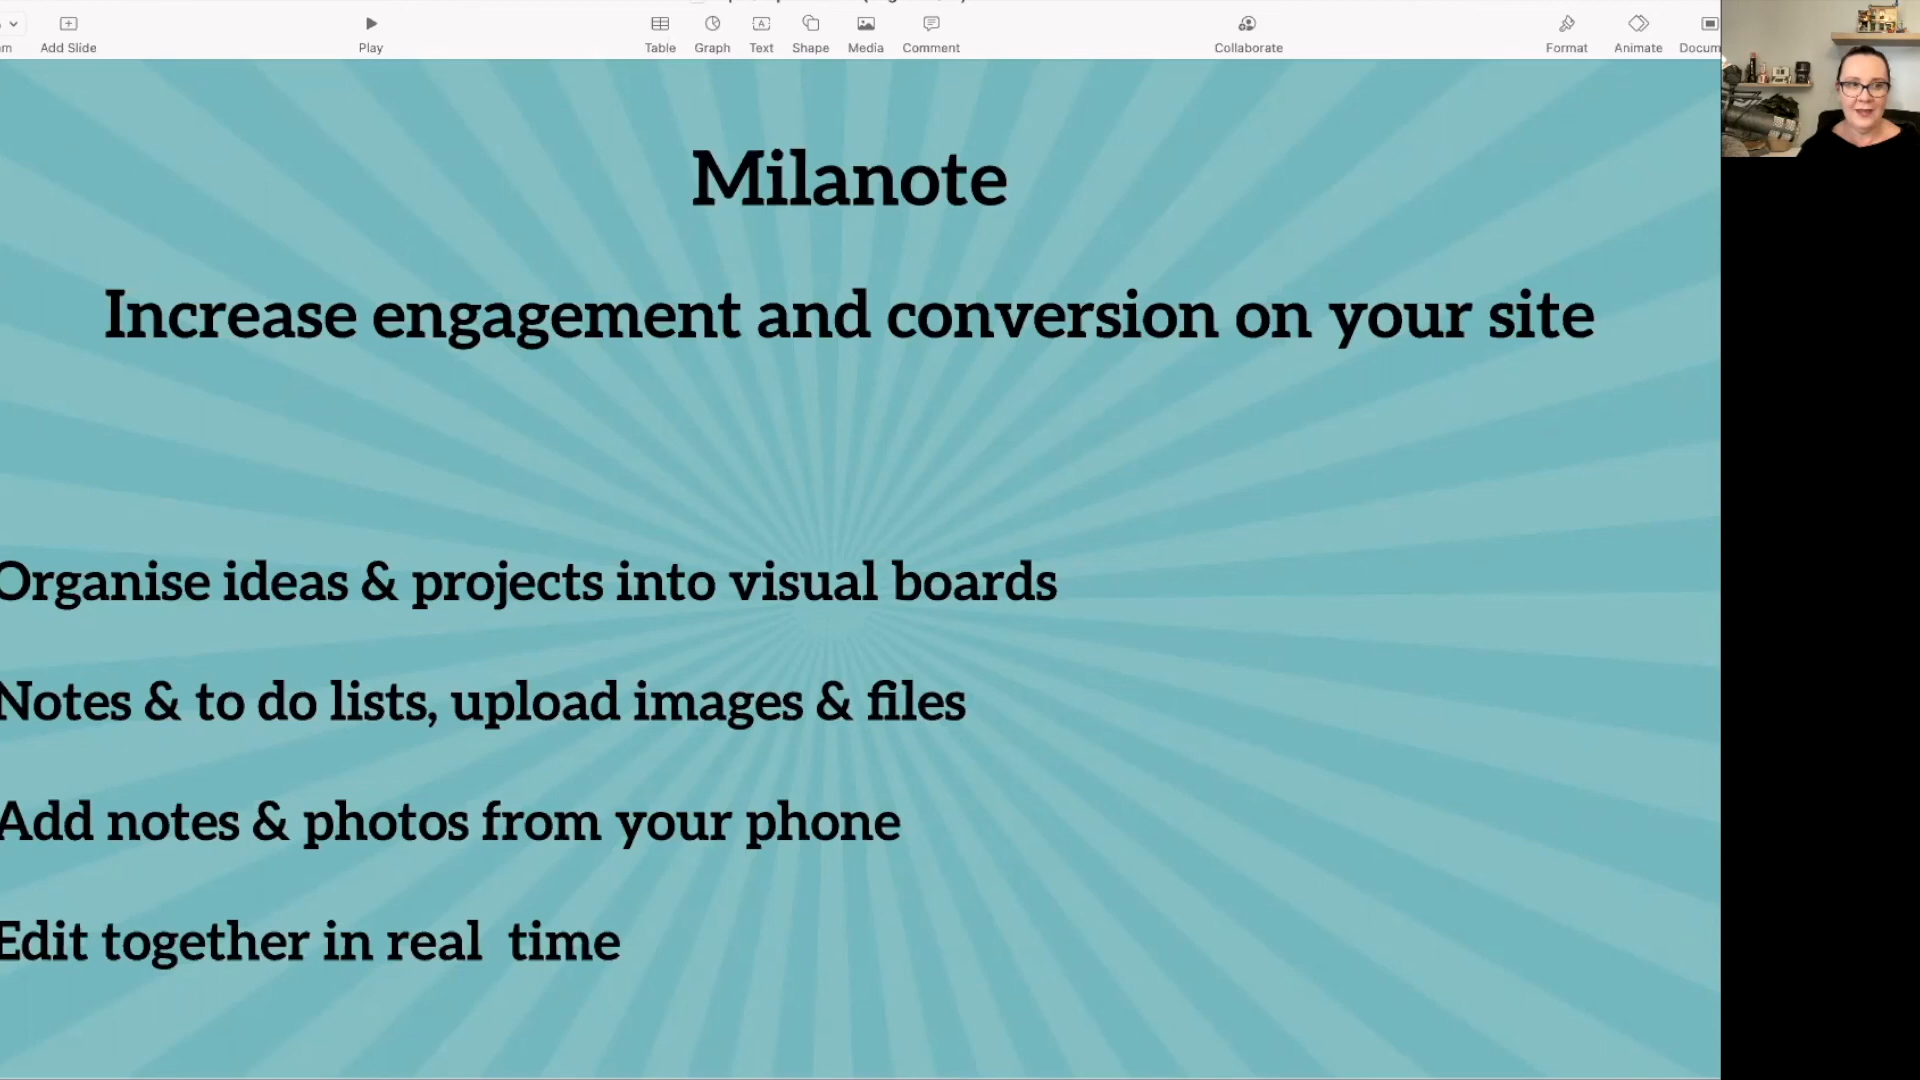 Add Slide
Play
Table
Graph
Text
Shape
Media
Comment
Collaborate
Format
Animate
Milanote
Increase engagement and conversion on your site
Organise ideas & projects into visual boards
Notes & to do lists, upload images & files
Add notes & photos from your phone
Edit together in real time